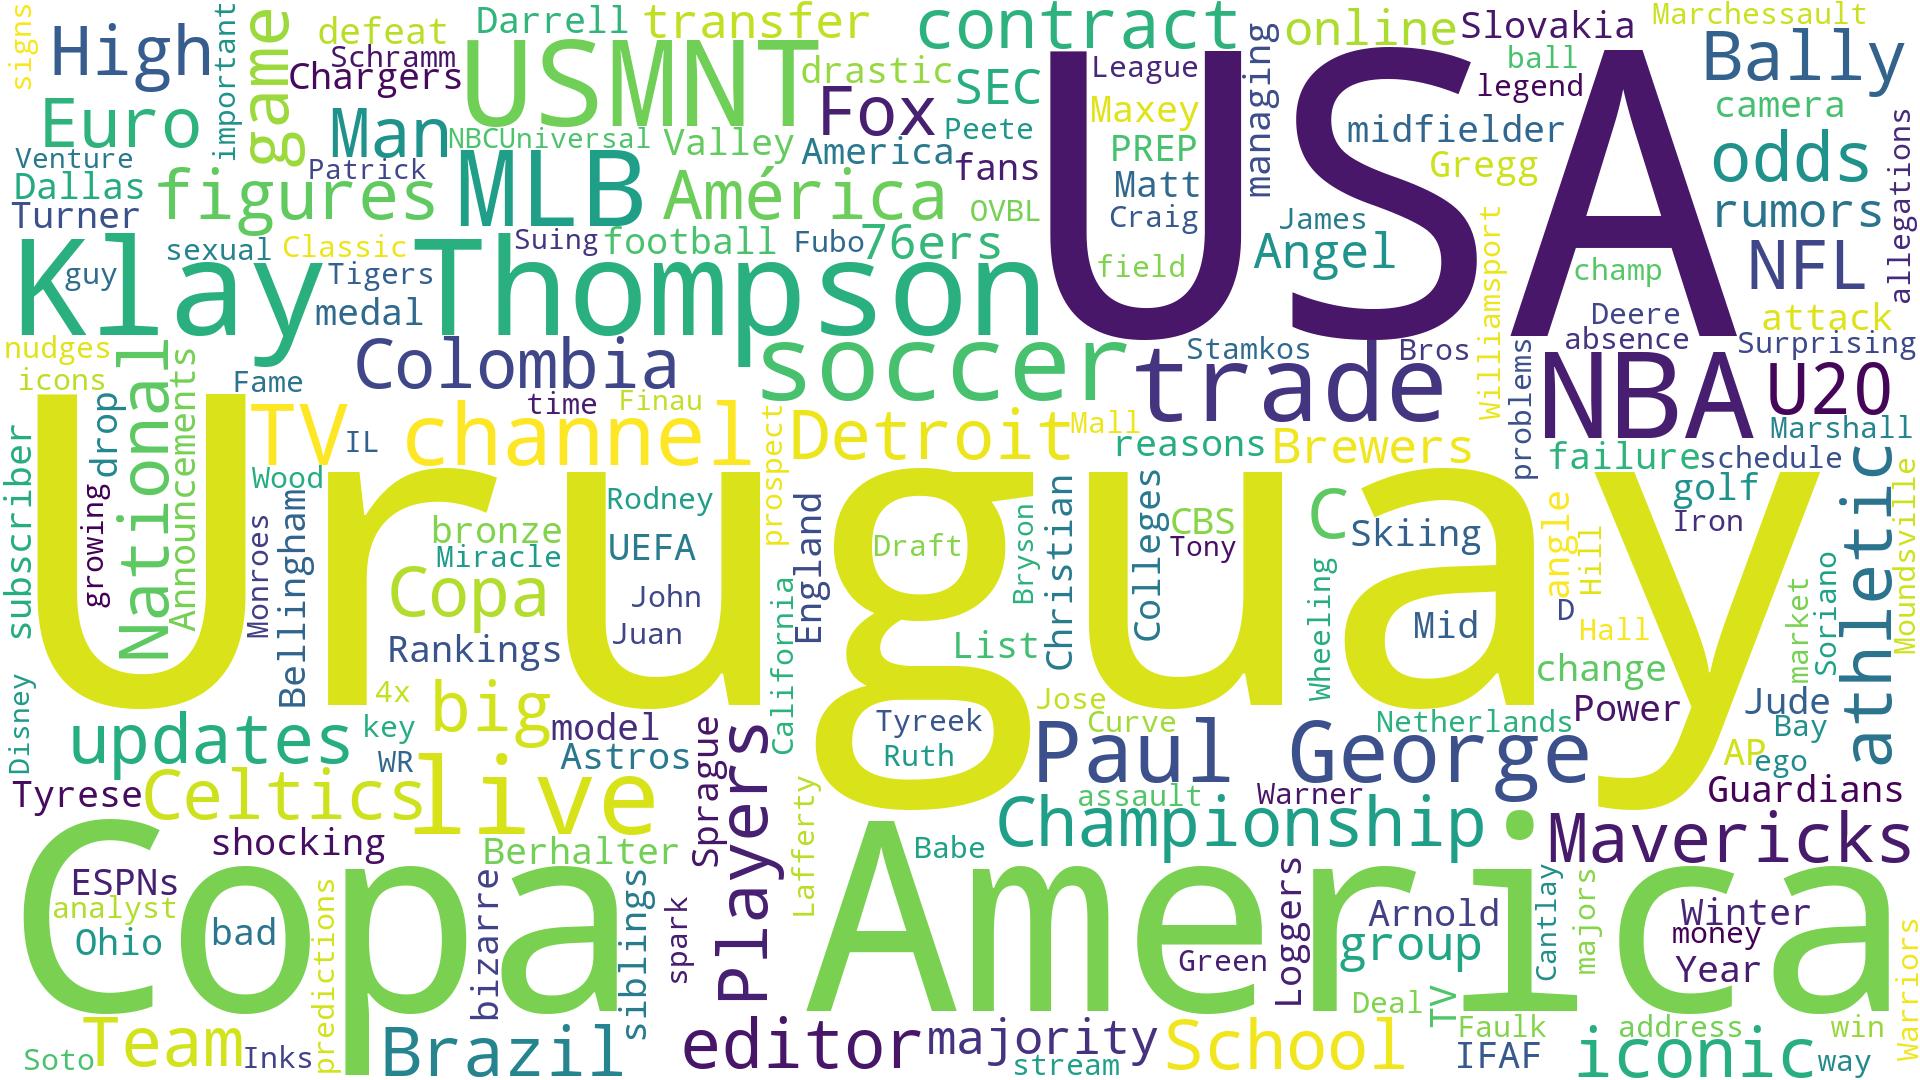 signs
High
important
game
defeat
Schramm
Chargers
Darrell
transfer
USMNT
contract
managing
online
Slovakia
Marchessault
Bally
ball
legend
League
drastic
SEC
Fox
USA
Euro
Man
NBCUniversal
Valley
America
Peete
fans
Maxey
PREP
Matt
Craig
midfielder
Gregg
camera
odds
allegations
Venture
Dallas
Turner
figures
Patrick
MLB
América
OVBL
James
Angel
rumors
NFL
Klay Thompson
guy
sexual
Classic
Tigers
medal
Suing
football
Fubo
76ers
field
Williamsport
champ
Deere
absence
attack
Surprising
nudges
icons
National
Announcements
Fame
Colombia
time
Finau
soccer
trade
Stamkos
Bros
problems
NBA
U20
subscriber
drop
growing
TV channel
IL
Detroit
Mall
prospect
reasons
Brewers
failure
schedule
Marshall
Uruguay
Wood
Monroes
Bellingham
bronze
Miracle
Rodney
UEFA
England
Draft
Bryson
Christian
Colleges
CBS
Tony
C
Skiing
angle
Hill
golf
Iron
athletic
Moundsville
Copa
John
Juan
California
Rankings
List
Wheeling
Mid
D
Hall
market
Soriano
change
Disney
4x
big
key
model
WR
Astros
updates
Sprague
Players
Tyreek
Ruth
Jose
Curve
Paul George
Netherlands
Power
Jude
Bay
AP
ego
Tyrese
Celtics
live
Lafferty
assault
Warner
Guardians
shocking
Berhalter
Babe
Championship
Mavericks
Copa America
ESPNs
analyst
Ohio
bad
predictions
bizarre
siblings
spark
Green
Loggers
Arnold
group
Cantlay
majors
Winter
money
Year
Warriors
Soto
Team
Inks
Brazil
editor
majority
stream
School
Deal
TV
Faulk
IFAF
address
iconic
win
way